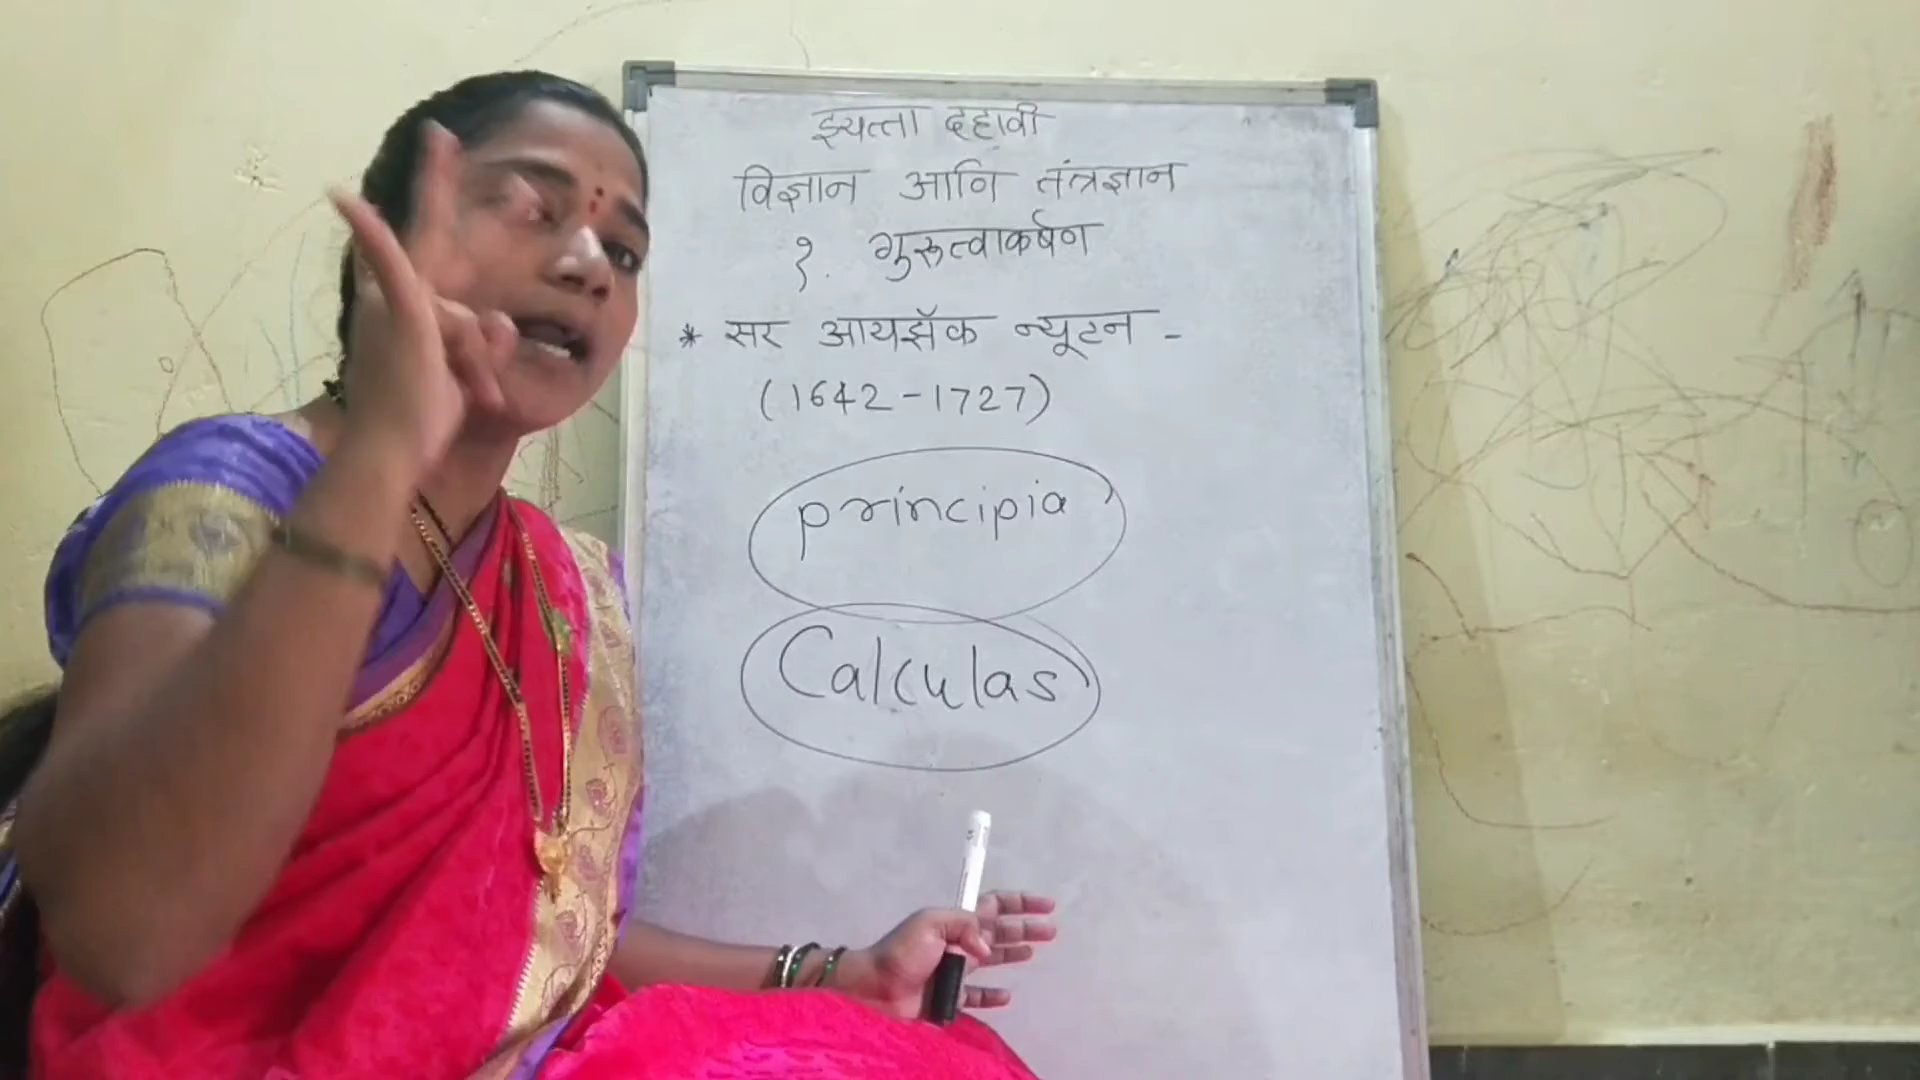 इयत्ता दहावी
विज्ञान आणि तंत्रज्ञान
१. गुरुत्वाकर्षण
* सर आयझॅक न्यूटन -
(1642-1727)
principia
Calculas